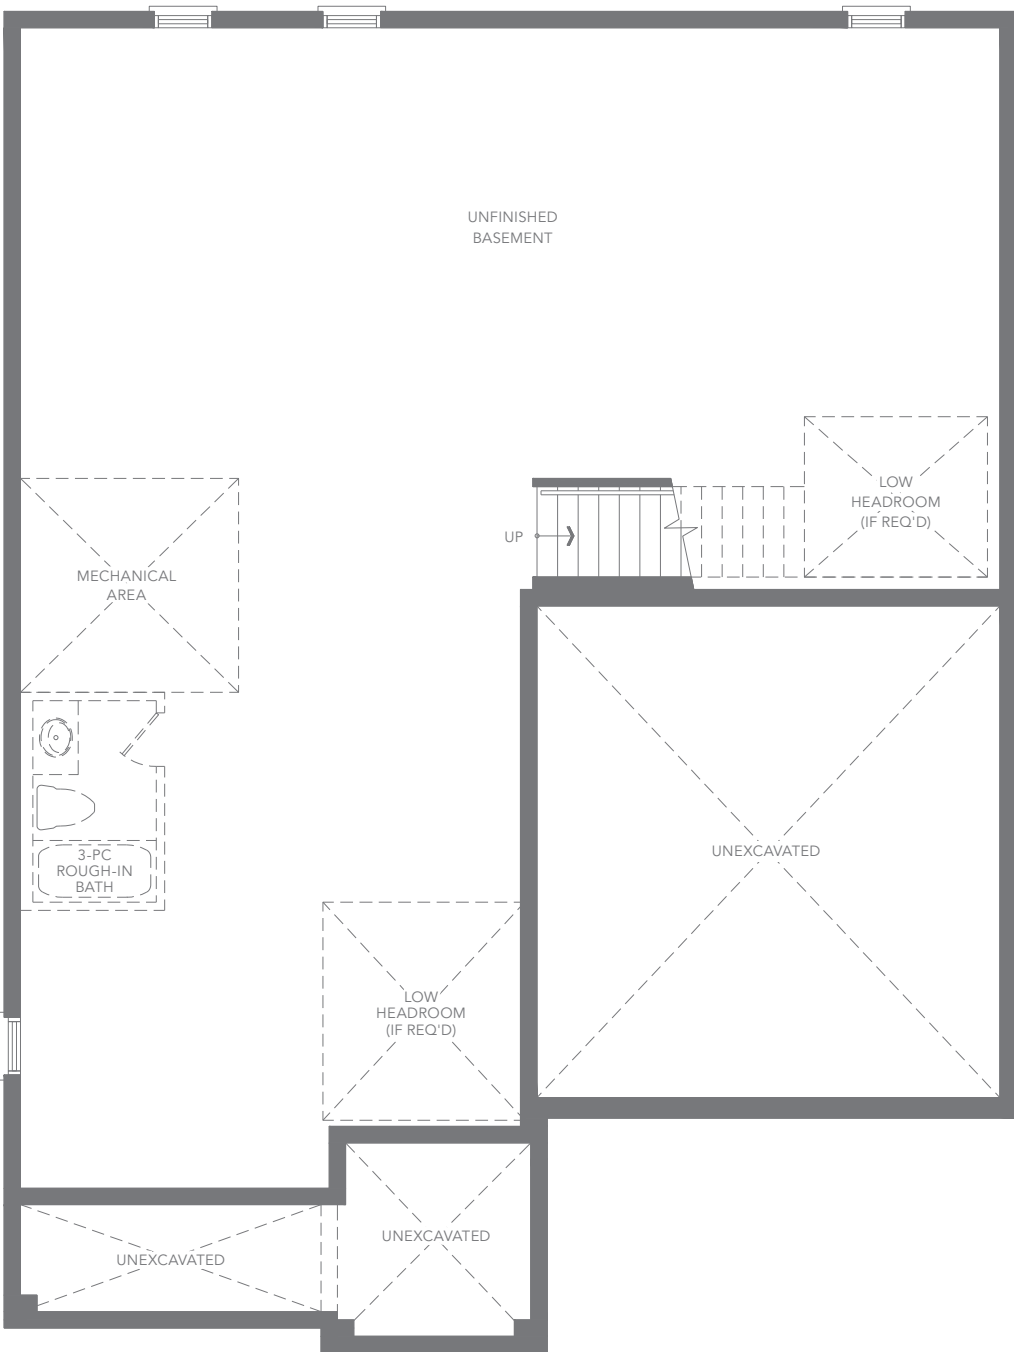 UNFINISHED
BASEMENT
LOW
HEADROOM
(IF REQ'D)
UP
MECHANICAL
AREA
UNEXCAVATED
3-PC
ROUGH-IN
BATH
LOW
HEADROOM
(IF REQ'D)
UNEXCAVATED
UNEXCAVATED